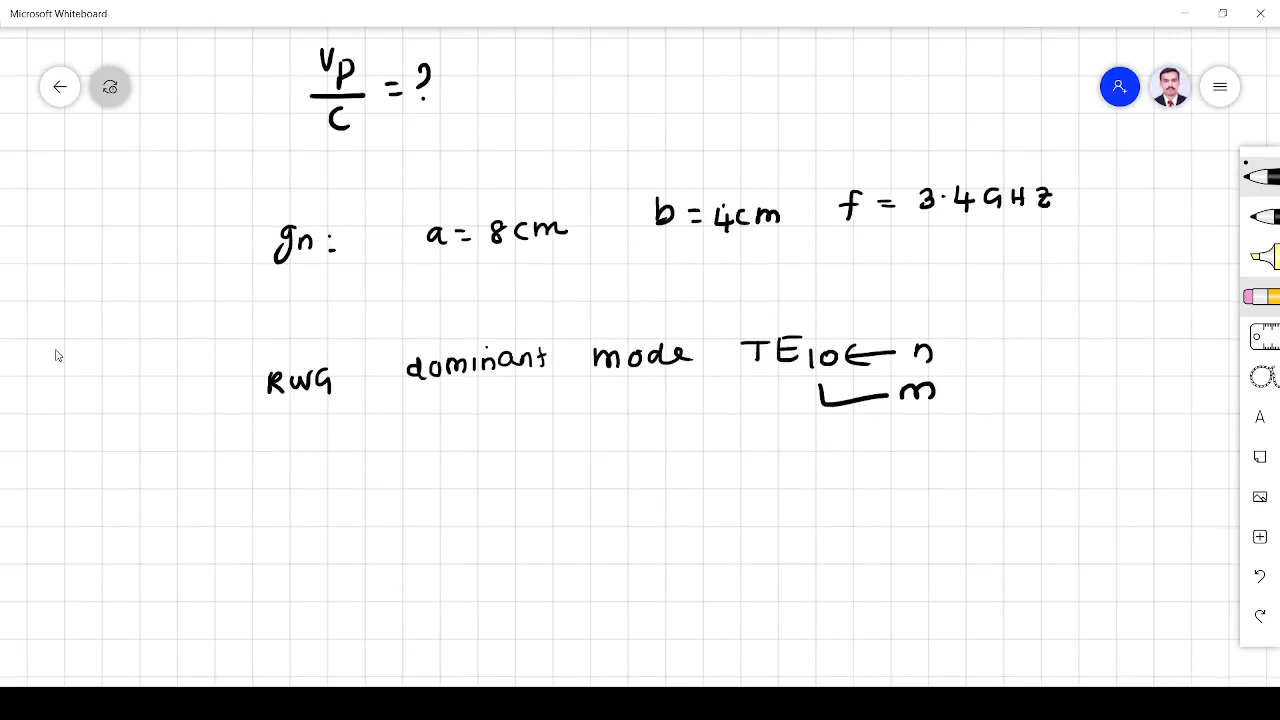 Microsoft Whiteboard
Vp
— = ?
C
gn: a = 8cm b = 4cm f = 3.4GHZ
RWG dominant mode TE10 ← n
m
A